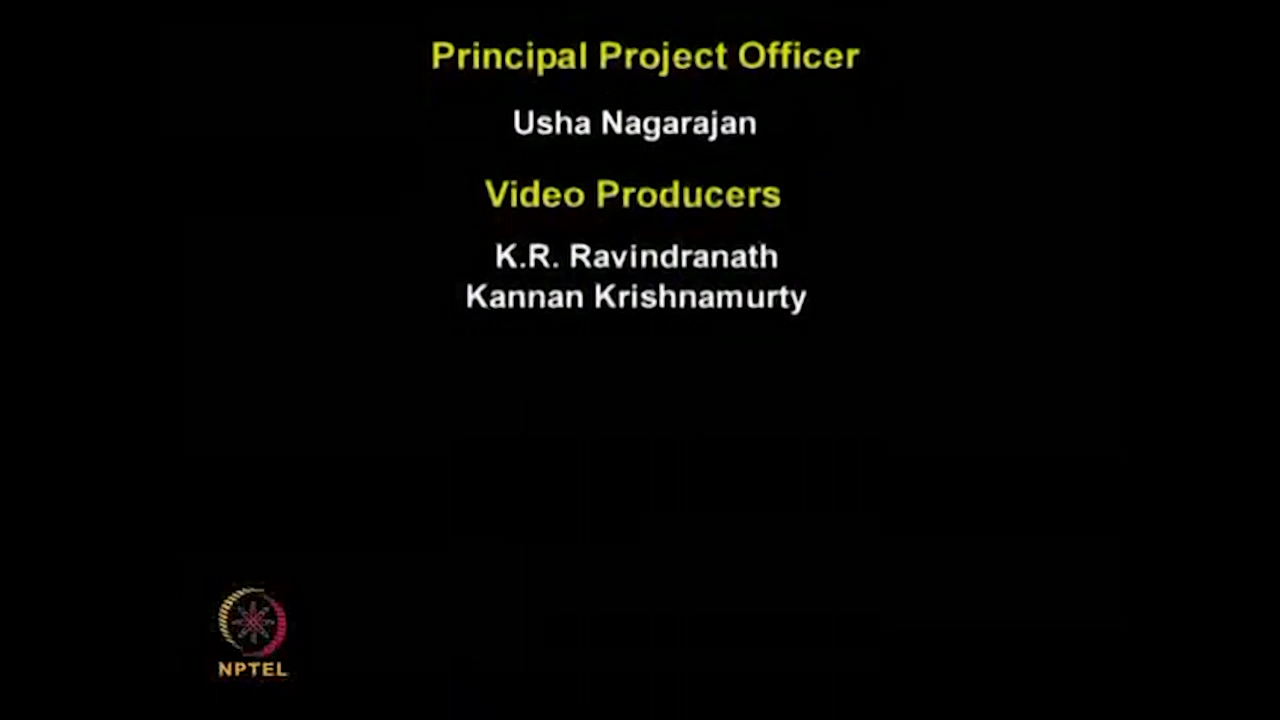 Principal Project Officer
Usha Nagarajan
Video Producers
K.R. Ravindranath
Kannan Krishnamurty
NPTEL